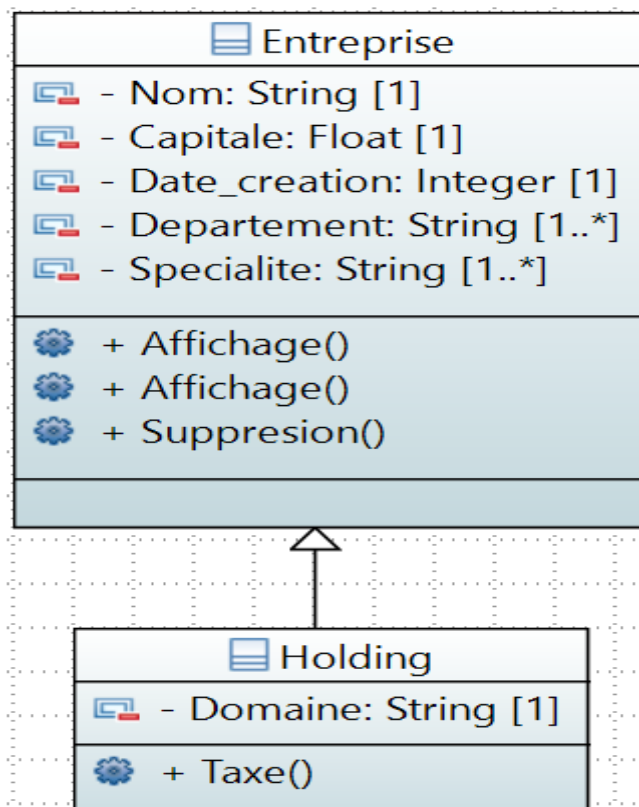 Entreprise
- Nom: String [1]
- Capitale: Float [1]
- Date_creation: Integer [1]
- Departement: String [1..*]
- Specialite: String [1..*]
+ Affichage()
+ Affichage()
+ Suppresion()
Holding
- Domaine: String [1]
+ Taxe()